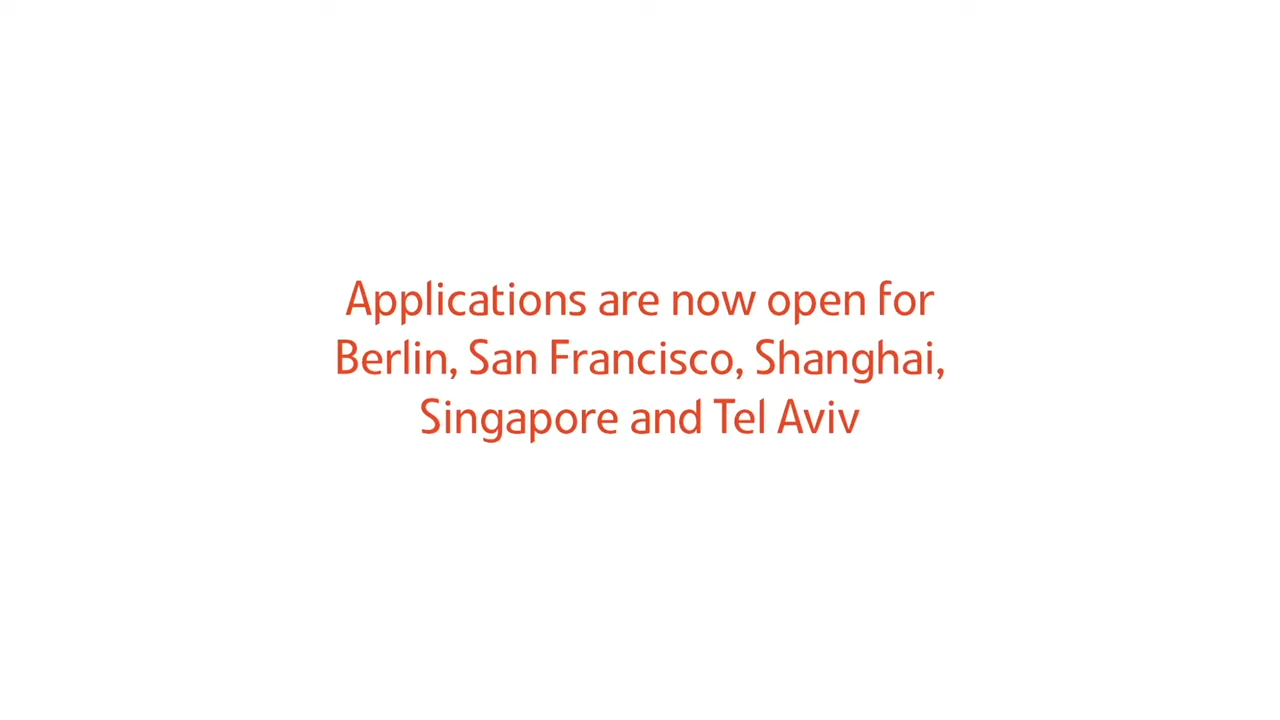 Applications are now open for
Berlin, San Francisco, Shanghai,
Singapore and Tel Aviv